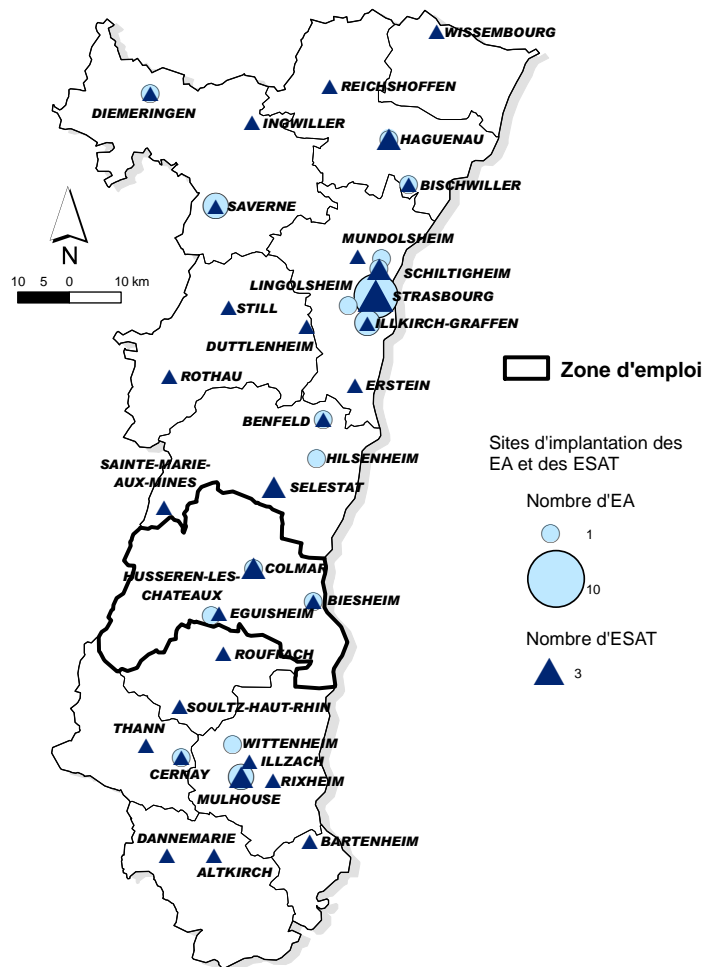 WISSEMBOURG
REICHSHOFFEN
DIEMERINGEN
INGWILLER
HAGUENAU
BISCHWILLER
SAVERNE
N
10 5 0 10 km
MUNDOLSHEIM
SCHILTIGHEIM
LINGOLSHEIM
STRASBOURG
STILL
ILLKIRCH-GRAFFEN
DUTTLENHEIM
ROTHAU
ERSTEIN
Zone d'emploi
BENFELD
HILSENHEIM
SAINTE-MARIE-
AUX-MINES
SELESTAT
Sites d'implantation des
EA et des ESAT
Nombre d'EA
1
10
Nombre d'ESAT
3
COLMAR
HUSSEREN-LES-
CHATEAUX
BIESHEIM
EGUISHEIM
ROUFFACH
SOULTZ-HAUT-RHIN
THANN
WITTENHEIM
CERNAY
ILLZACH
RIXHEIM
MULHOUSE
DANNEMARIE
BARTENHEIM
ALTKIRCH